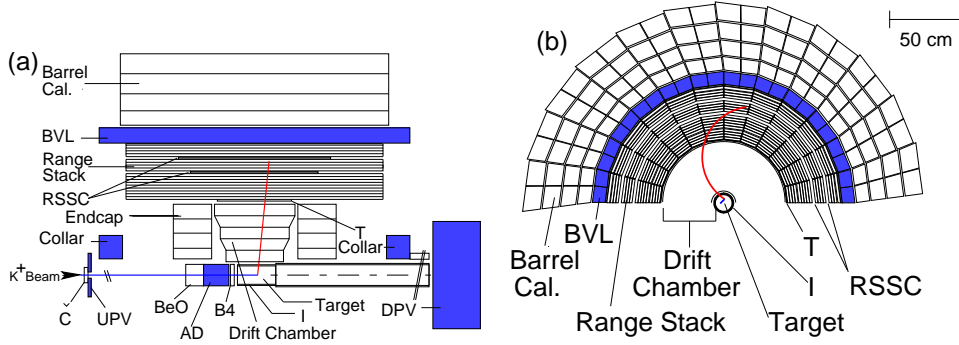 (a)
Barrel
Cal.
BVL
Range
Stack
RSSC
Endcap
T
Collar
Collar
K+ Beam
Č
UPV
BeO
AD
B4
Drift Chamber
I
Target
DPV
(b)
50 cm
BVL
Barrel
Cal.
Drift
Chamber
Range Stack
T
I
RSSC
Target